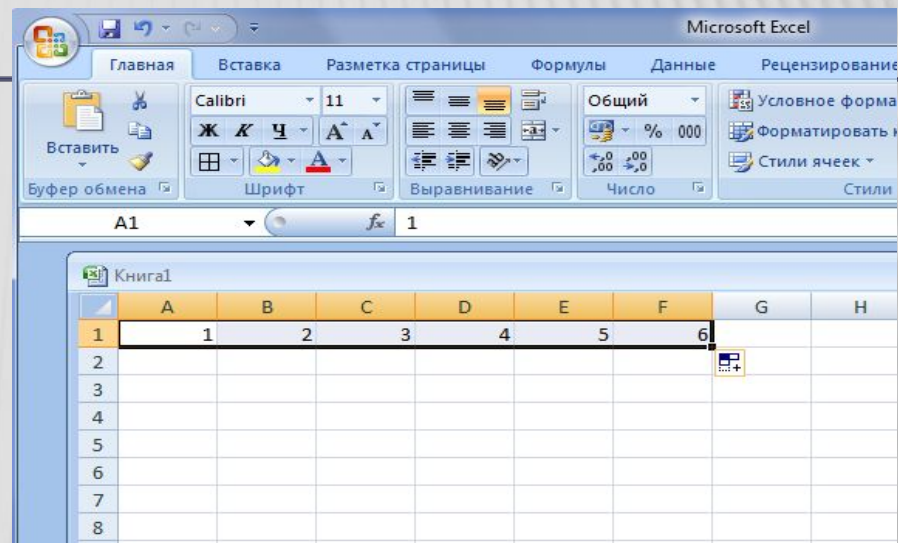 Microsoft Excel
Главная Вставка Разметка страницы Формулы Данные Рецензирование
Calibri 11 Общий Условное форма
Вставить Ж К Ч А А % 000 Форматировать
Стили ячеек
Буфер обмена Шрифт Выравнивание Число Стили
A1 fx 1
Книга1
A B C D E F G H
1 1 2 3 4 5 6
2
3
4
5
6
7
8